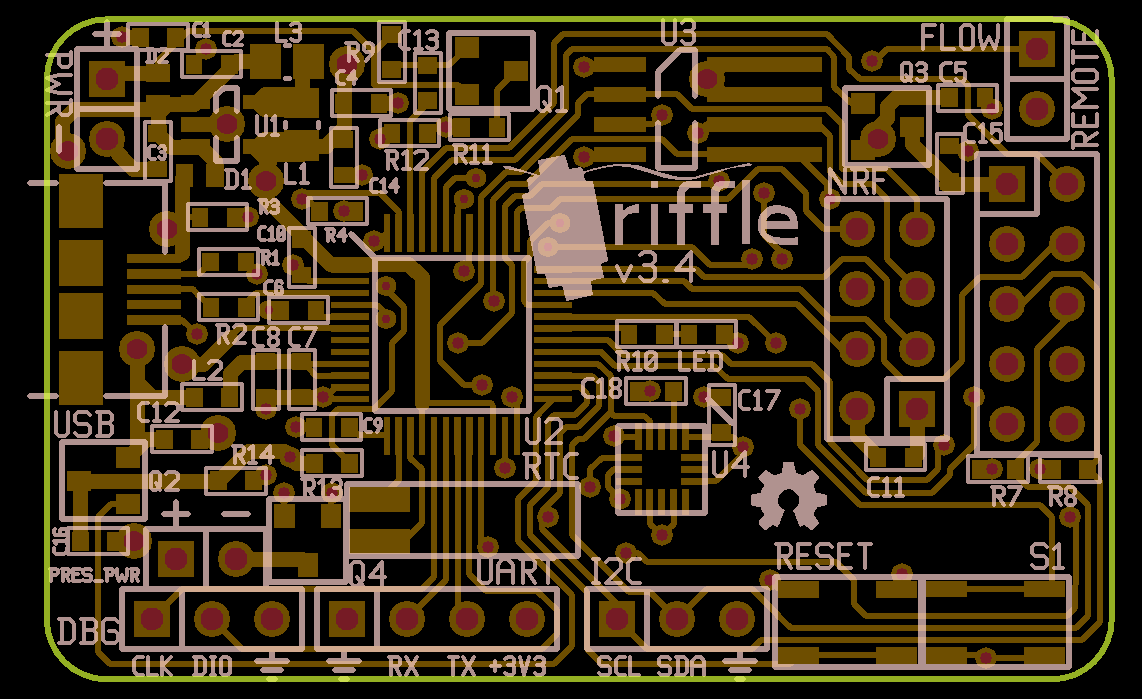 C1
L3
C2
R9
C13
U3
FLOW
REMOTE
PWR
D2
C4
Q1
Q3
C5
U1
C15
C3
R12
R11
D1
L1
C14
NRF
R3
R4
C10
R1
riffle
v3.4
C6
R2
C8
C7
L2
R10
LED
C18
C17
USB
C12
C9
U2
RTC
U4
R14
Q2
R13
C11
R7
R8
+ −
C16
PRES_PWR
Q4
UART
I2C
RESET
S1
DBG
CLK DIO
RX TX +3V3
SCL SDA